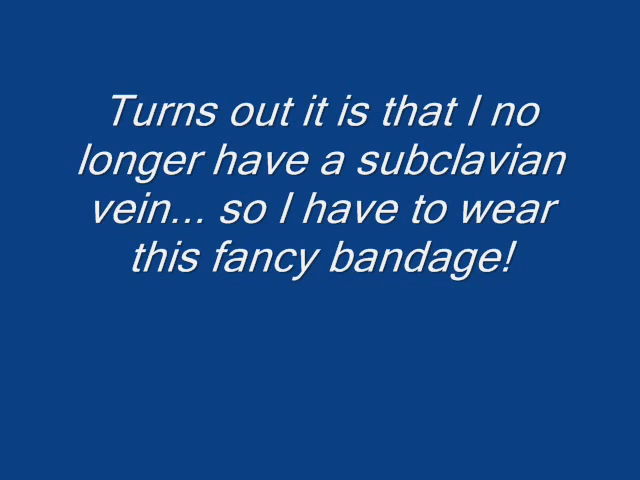 Turns out it is that I no
longer have a subclavian
vein... so I have to wear
this fancy bandage!